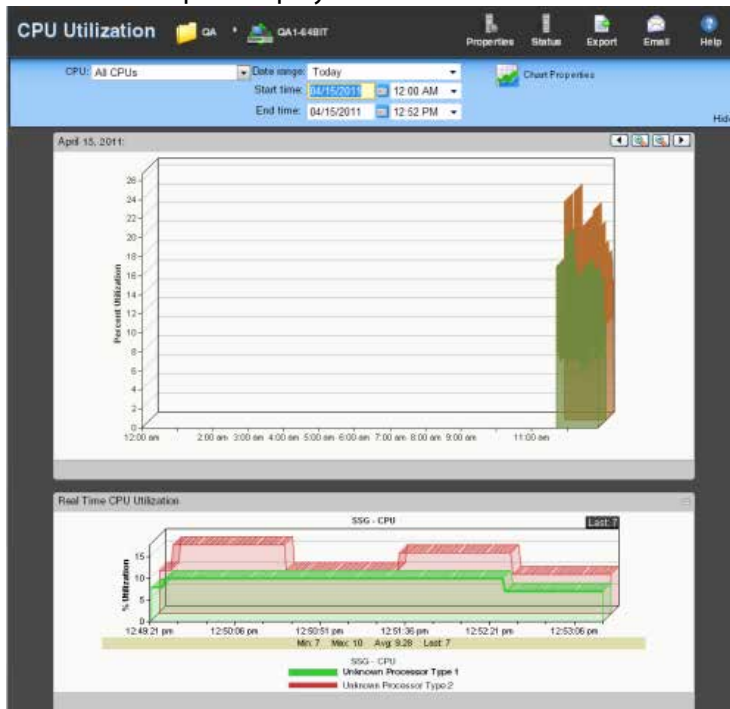 CPU Utilization QA QA1-64BIT
Properties Status Export Email Help
CPU: All CPUs Date range: Today Chart Properties
Start time: 04/15/2011 12:00 AM
End time: 04/15/2011 12:52 PM
Hid
April 15, 2011:
26
24
22
20
18
16
14
12
10
8
6
4
2
0
Percent Utilization
12:00 am 2:00 am 3:00 am 4:00 am 5:00 am 6:00 am 7:00 am 8:00 am 9:00 am 11:00 am
Real Time CPU Utilization
SSG - CPU
Last: 7
15
10
5
0
% Utilization
12:49:21 pm 12:50:06 pm 12:50:51 pm 12:51:36 pm 12:52:21 pm 12:53:06 pm
Min: 7 Max: 10 Avg: 9.28 Last: 7
SSG - CPU
Unknown Processor Type 1
Unknown Processor Type 2